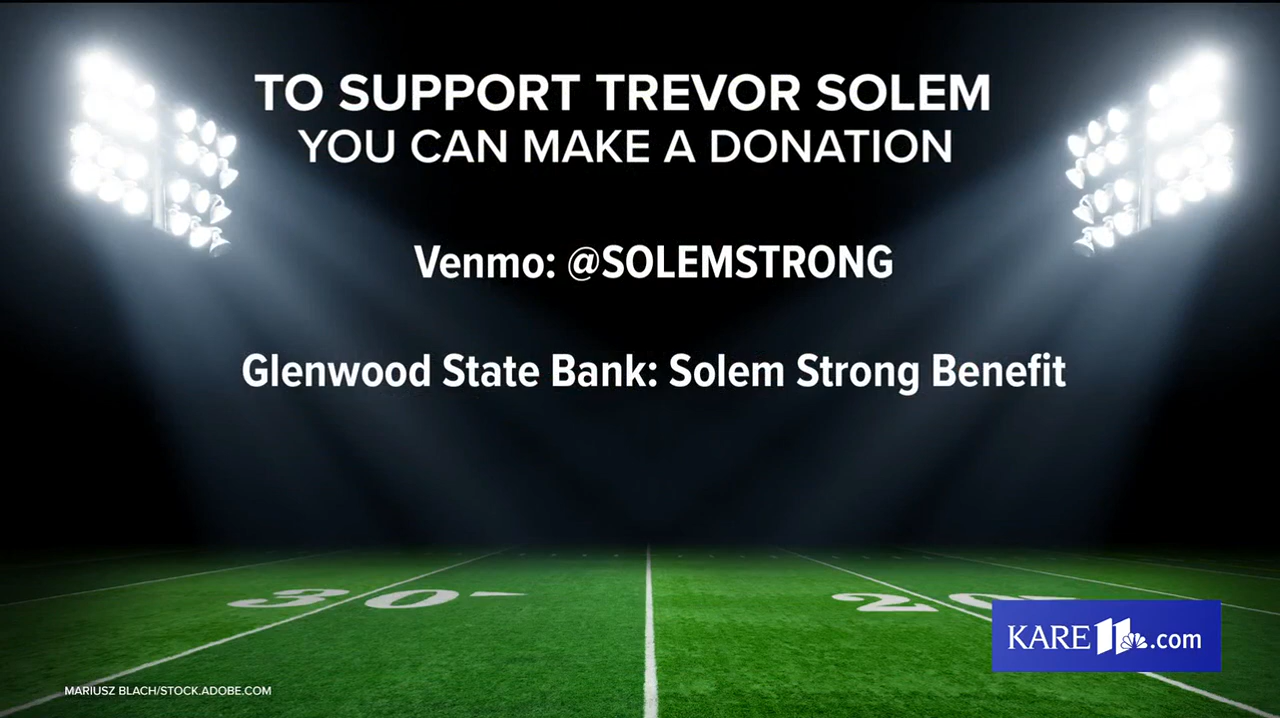 TO SUPPORT TREVOR SOLEM
YOU CAN MAKE A DONATION
Venmo: @SOLEMSTRONG
Glenwood State Bank: Solem Strong Benefit
30
20
KARE 11.com
MARIUSZ BLACH/STOCK.ADOBE.COM